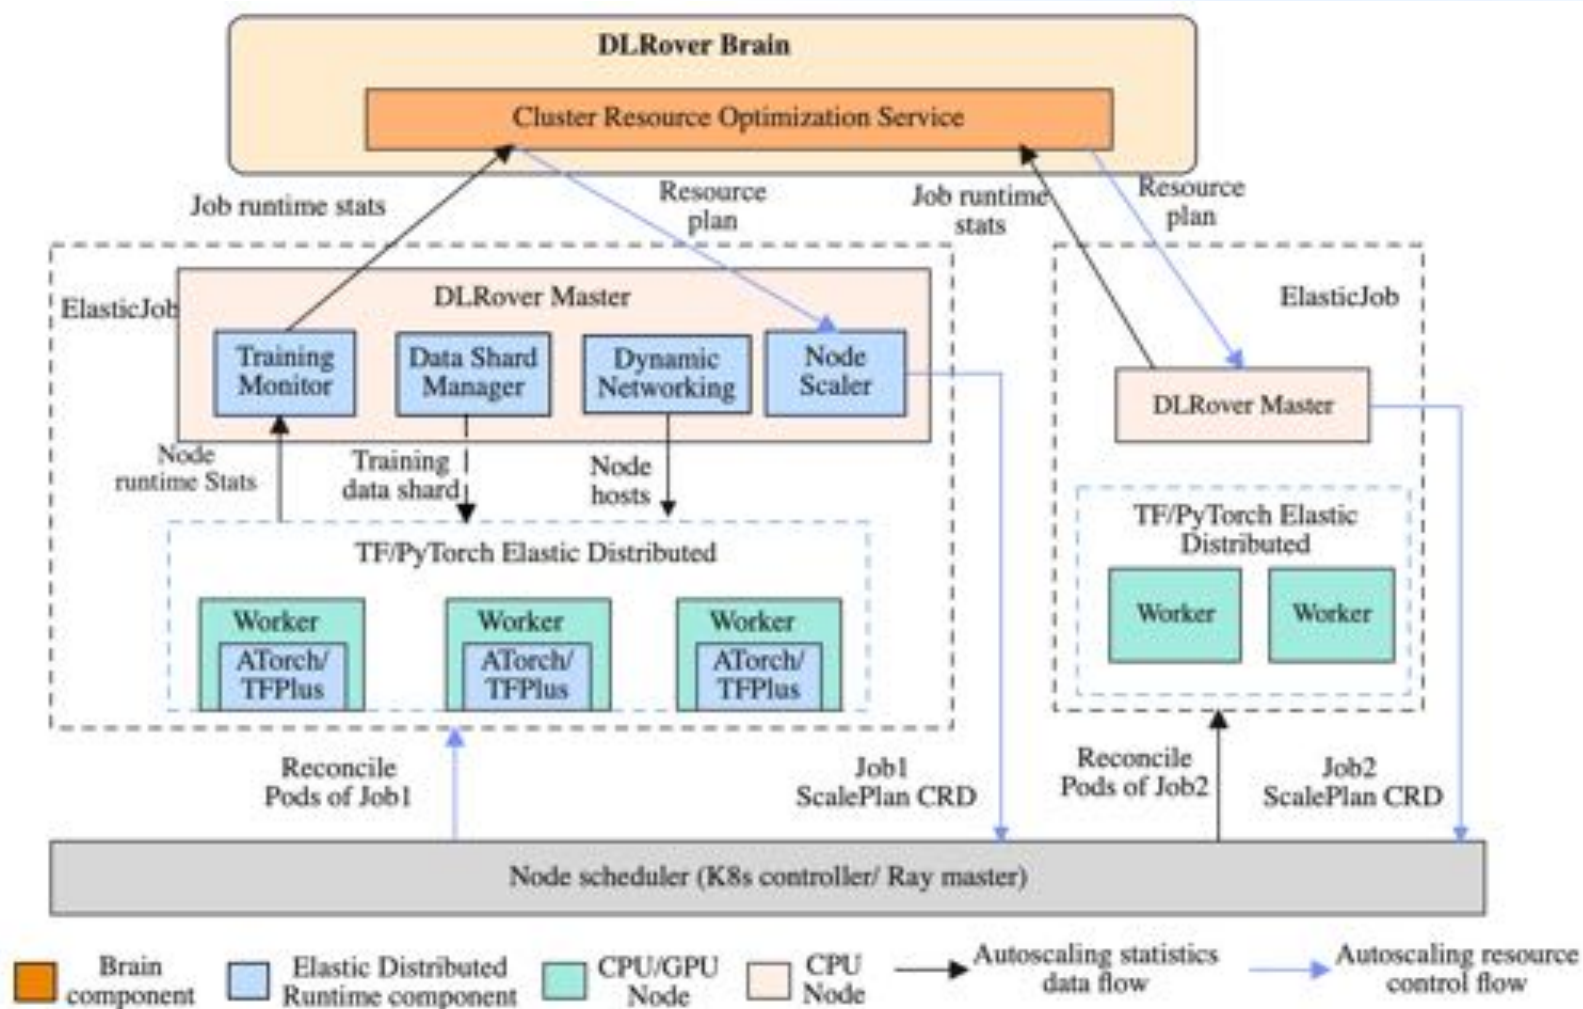 DLRover Brain
Cluster Resource Optimization Service
Job runtime stats
Resource
plan
Job runtime
stats
Resource
plan
ElasticJob
DLRover Master
Training
Monitor
Data Shard
Manager
Dynamic
Networking
Node
Scaler
ElasticJob
DLRover Master
Node
runtime Stats
Training
data shard
Node
hosts
TF/PyTorch Elastic Distributed
Worker
ATorch/
TFPlus
Worker
ATorch/
TFPlus
Worker
ATorch/
TFPlus
TF/PyTorch Elastic
Distributed
Worker
Worker
Reconcile
Pods of Job1
Job1
ScalePlan CRD
Reconcile
Pods of Job2
Job2
ScalePlan CRD
Node scheduler (K8s controller/ Ray master)
Brain
component
Elastic Distributed
Runtime component
CPU/GPU
Node
CPU
Node
Autoscaling statistics
data flow
Autoscaling resource
control flow